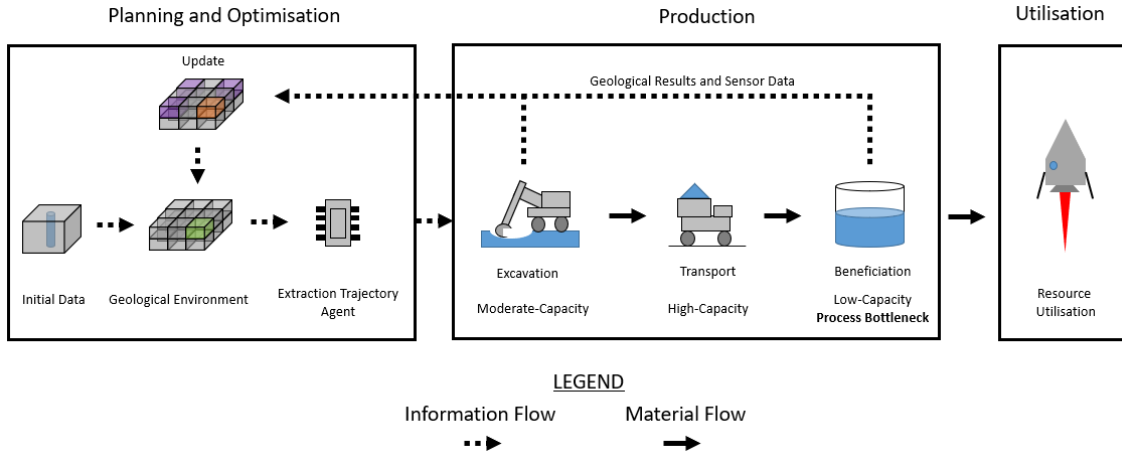 Planning and Optimisation
Production
Utilisation
Update
Geological Results and Sensor Data
Initial Data
Geological Environment
Extraction Trajectory
Agent
Excavation
Moderate-Capacity
Transport
High-Capacity
Beneficiation
Low-Capacity
Process Bottleneck
Resource
Utilisation
LEGEND
Information Flow
Material Flow